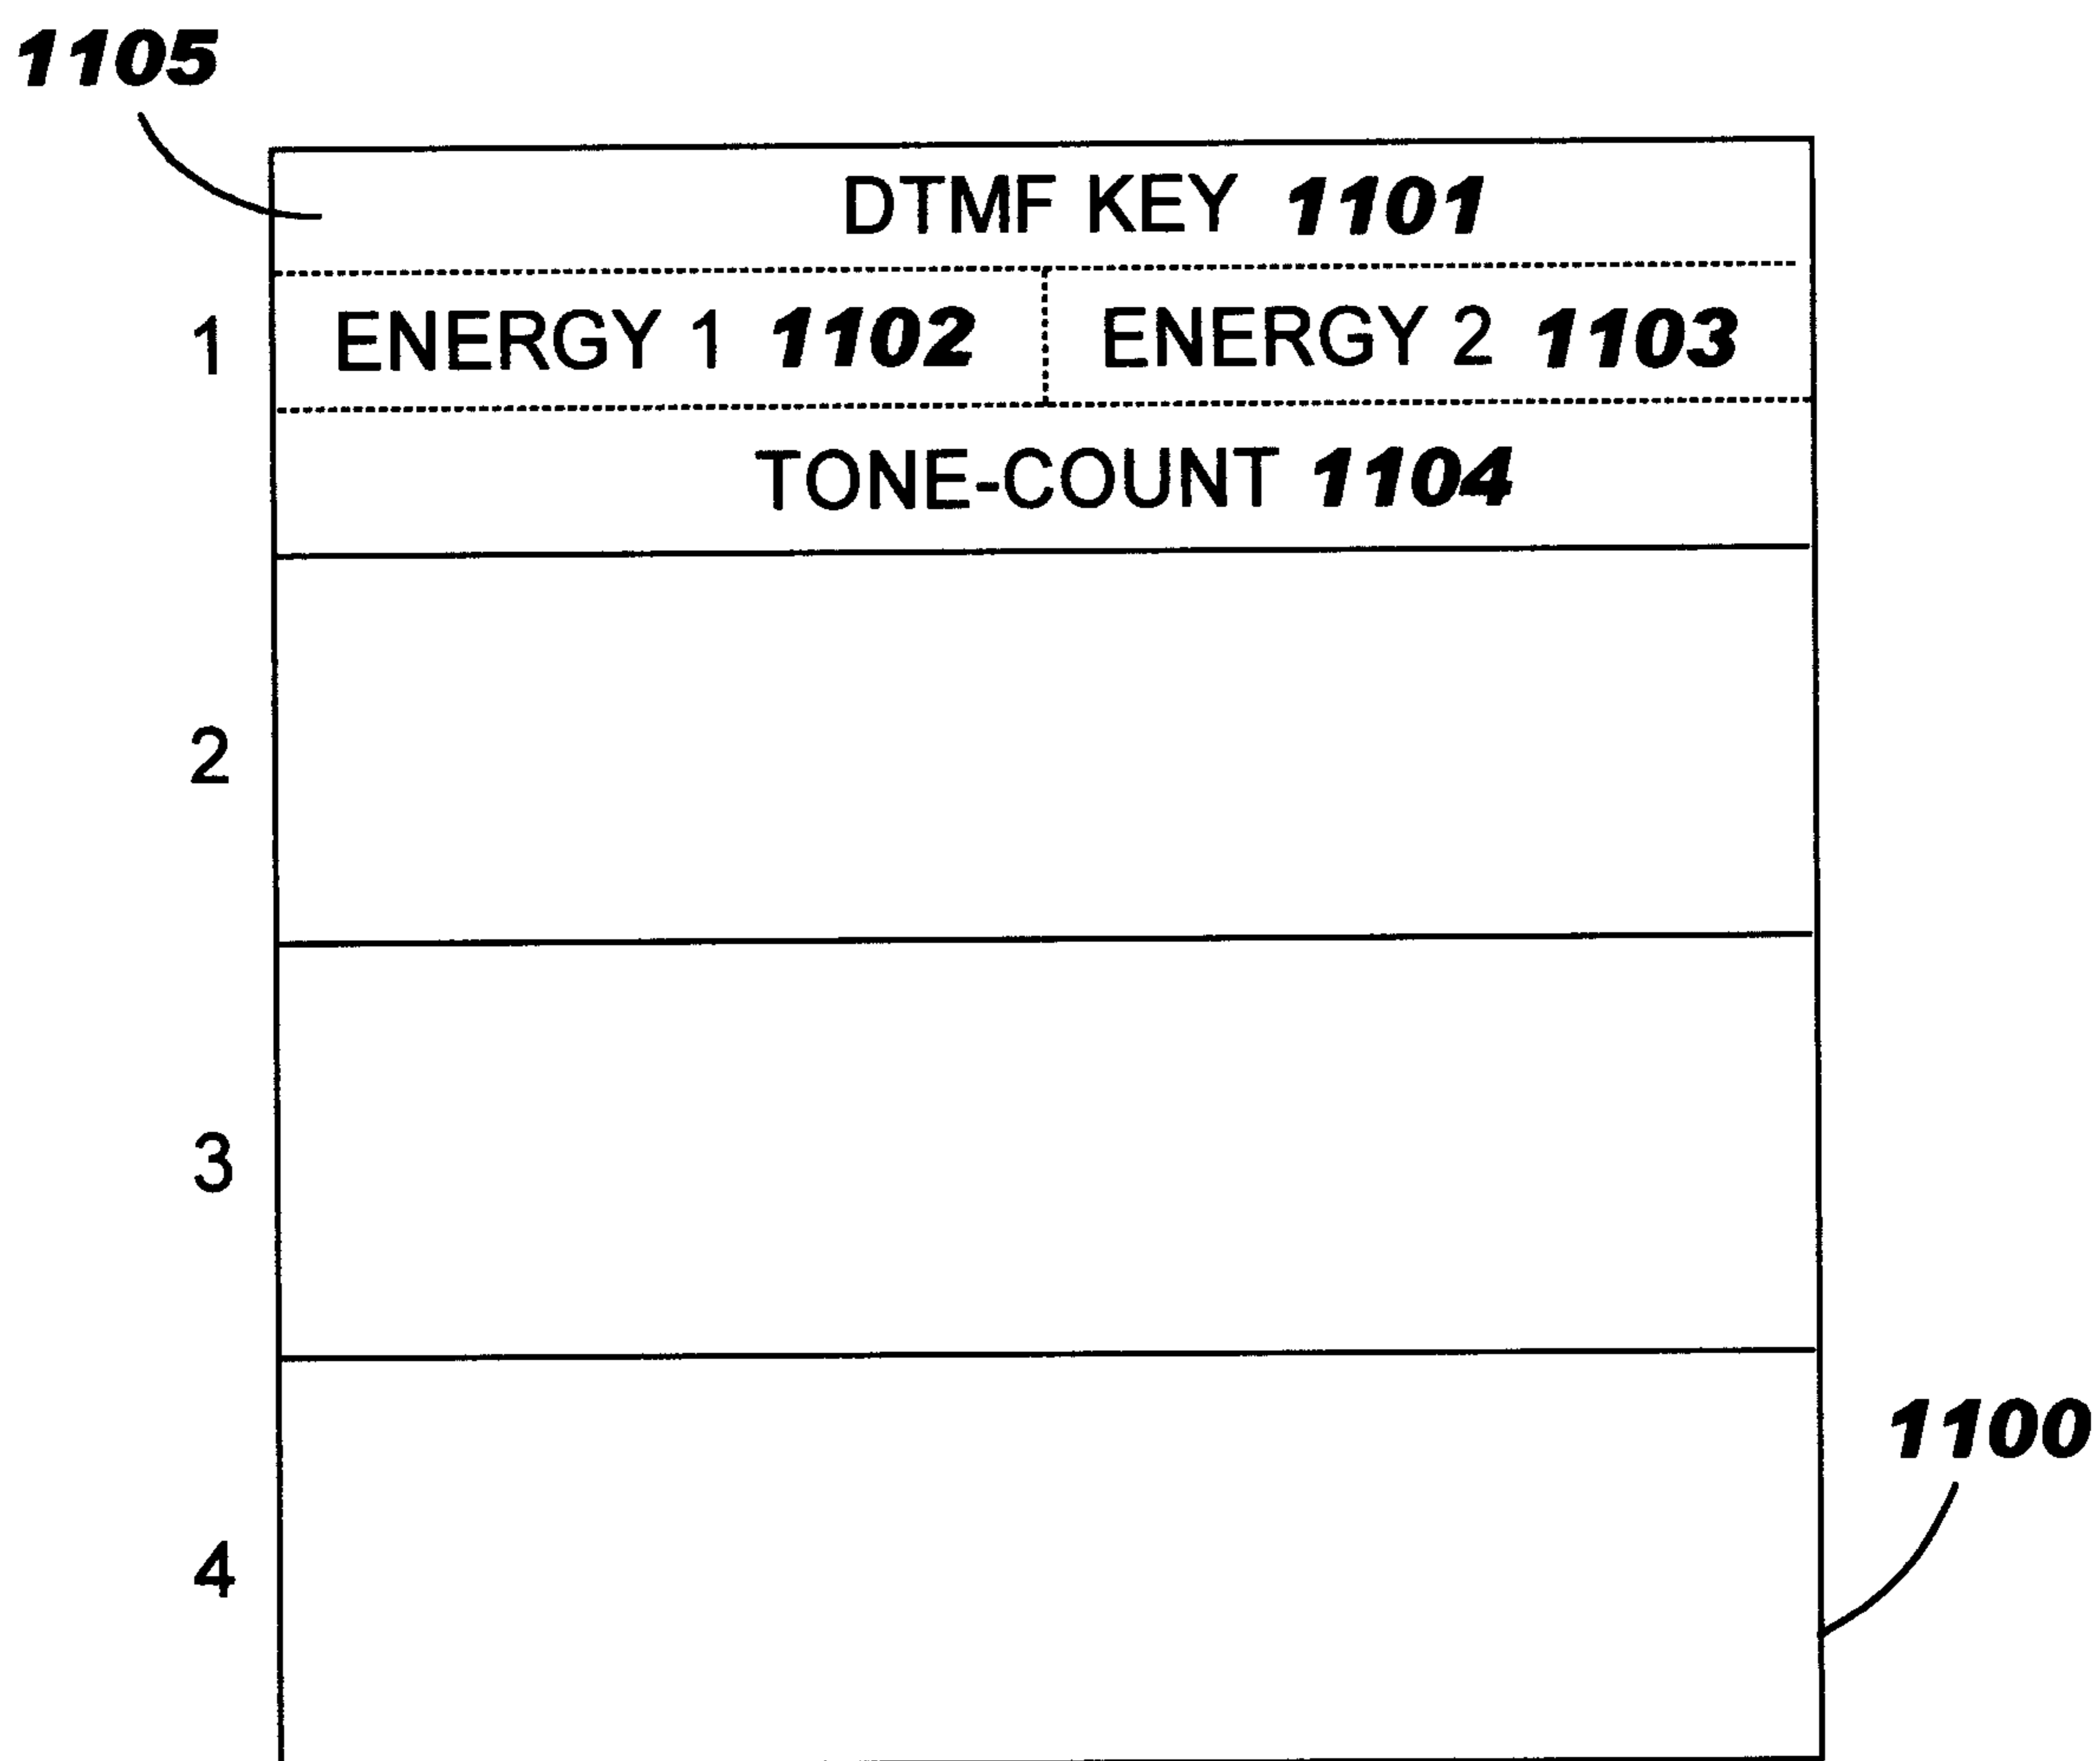 1105
DTMF KEY 1101
1 ENERGY 1 1102 ENERGY 2 1103
TONE-COUNT 1104
2
3
1100
4